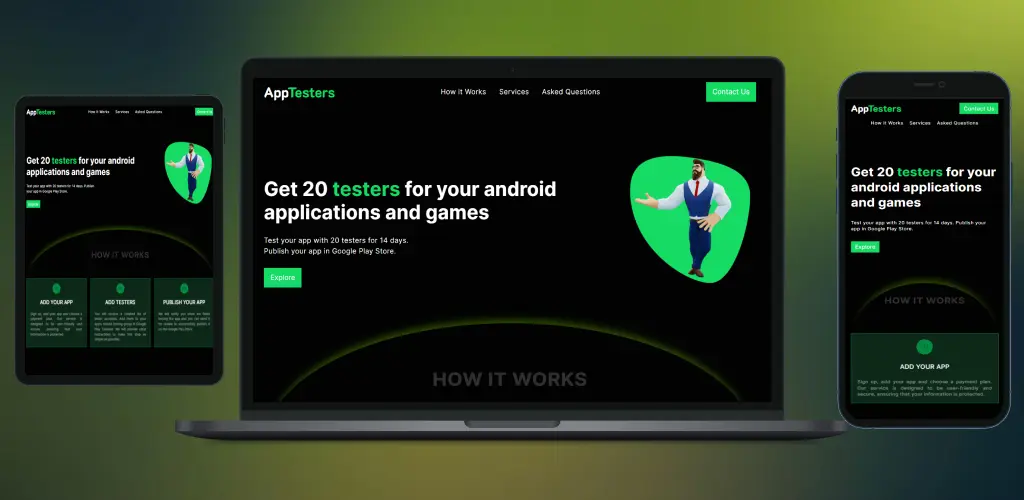 AppTesters
How it Works Services Asked Questions
Get 20 testers for your android
applications and games
Test your app with 20 testers for 14 days. Publish
your app in Google Play Store.
Explore
HOW IT WORKS
ADD YOUR APP
ADD TESTERS
PUBLISH YOUR APP
AppTesters
How it Works Services Asked Questions
Contact Us
Get 20 testers for your android
applications and games
Test your app with 20 testers for 14 days.
Publish your app in Google Play Store.
Explore
HOW IT WORKS
AppTesters
Contact Us
How it Works Services Asked Questions
Get 20 testers for your
android applications
and games
Test your app with 20 testers for 14 days. Publish your
app in Google Play Store.
Explore
HOW IT WORKS
ADD YOUR APP
Sign up, add your app and choose a payment plan.
Our service is designed to be user-friendly and
secure, ensuring that your information is protected.